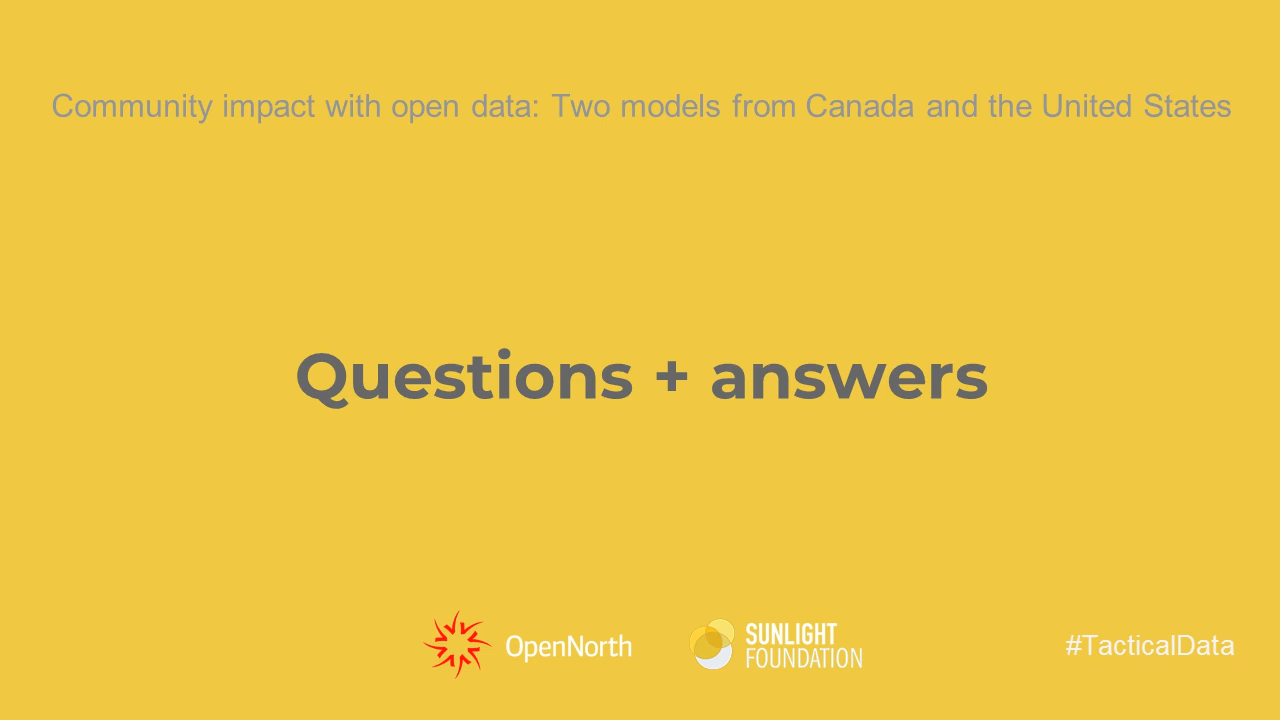 Community impact with open data: Two models from Canada and the United States
Questions + answers
OpenNorth
SUNLIGHT
FOUNDATION
#TacticalData